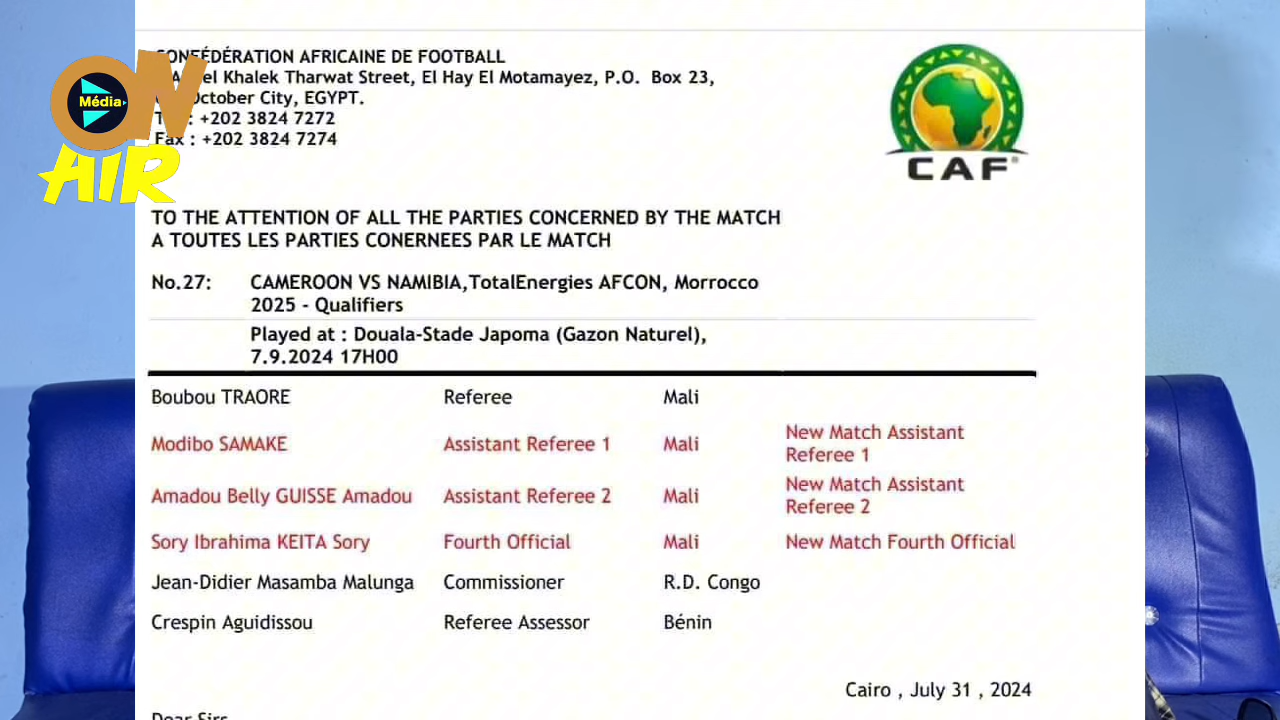 CONFÉDÉRATION AFRICAINE DE FOOTBALL
Khalek Tharwat Street, El Hay El Motamayez, P.O. Box 23,
October City, EGYPT.
: +202 3824 7272
Fax : +202 3824 7274
ON
Média
AIR
CAF
TO THE ATTENTION OF ALL THE PARTIES CONCERNED BY THE MATCH
A TOUTES LES PARTIES CONERNEES PAR LE MATCH
No.27: CAMEROON VS NAMIBIA,TotalEnergies AFCON, Morrocco
2025 - Qualifiers
Played at : Douala-Stade Japoma (Gazon Naturel),
7.9.2024 17H00
Boubou TRAORE Referee Mali
Modibo SAMAKE Assistant Referee 1 Mali New Match Assistant
Referee 1
Amadou Belly GUISSE Amadou Assistant Referee 2 Mali New Match Assistant
Referee 2
Sory Ibrahima KEITA Sory Fourth Official Mali New Match Fourth Official
Jean-Didier Masamba Malunga Commissioner R.D. Congo
Crespin Aguidissou Referee Assessor Bénin
Cairo , July 31 , 2024
Dear Sirs